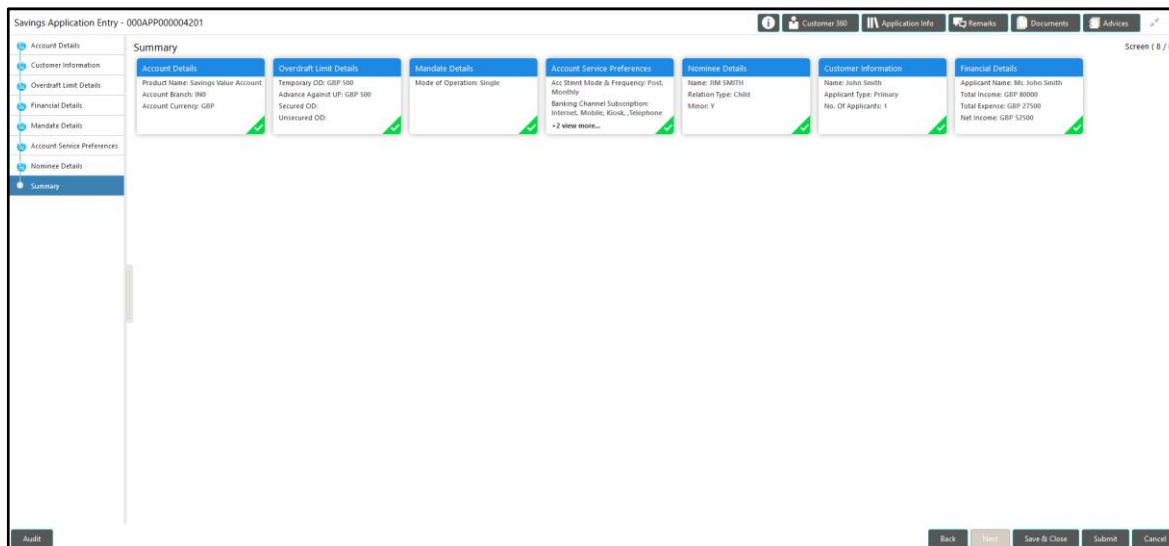 Savings Application Entry - 000APP000004201
Customer 360
Application Info
Remarks
Documents
Advices
Account Details
Customer Information
Overdraft Limit Details
Financial Details
Mandate Details
Account Service Preferences
Nominee Details
Summary
Summary
Screen ( 8 /
Account Details
Product Name: Savings Value Account
Account Branch: IN0
Account Currency: GBP
Overdraft Limit Details
Temporary OD: GBP 500
Advance Against UF: GBP 500
Secured OD:
Unsecured OD:
Mandate Details
Mode of Operation: Single
Account Service Preferences
Acc Stmnt Mode & Frequency: Post,
Monthly
Banking Channel Subscription:
Internet, Mobile, Kiosk, ,Telephone
+2 view more...
Nominee Details
Name: JIM SMITH
Relation Type: Child
Minor: Y
Customer Information
Name: John Smith
Applicant Type: Primary
No. Of Applicants: 1
Financial Details
Applicant Name: Mr. John Smith
Total Income: GBP 80000
Total Expense: GBP 27500
Net Income: GBP 52500
Audit
Back
Next
Save & Close
Submit
Cancel